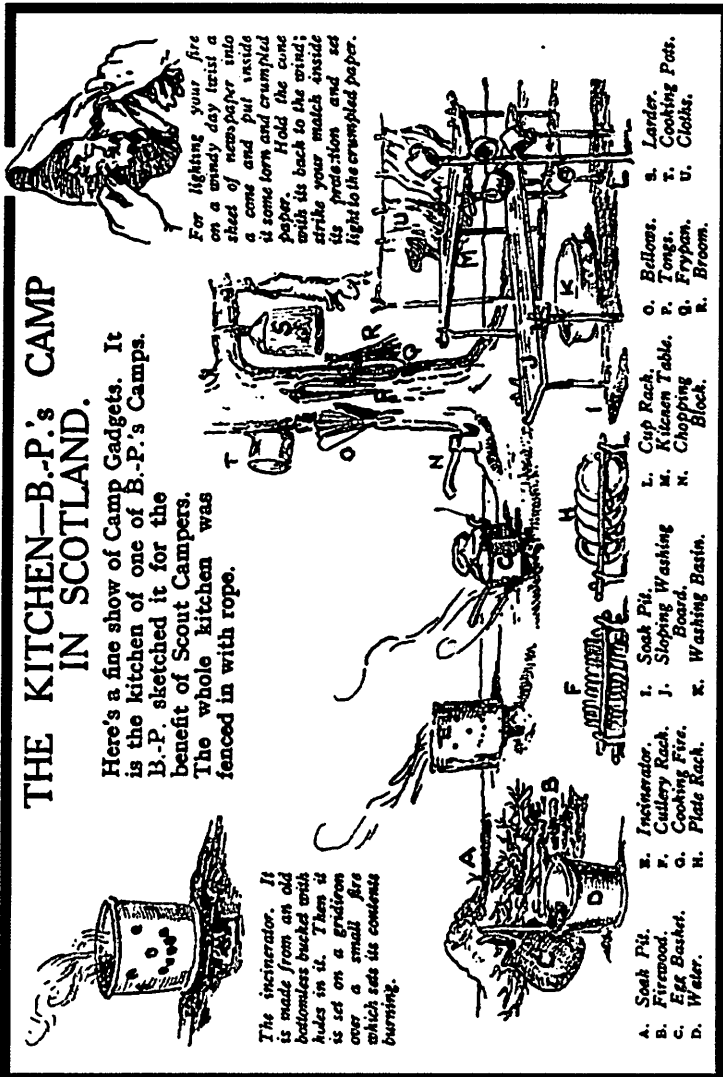 THE KITCHEN—B.-P.'s CAMP
IN SCOTLAND.
Here's a fine show of Camp Gadgets. It
is the kitchen of one of B.-P.'s Camps.
B.-P. sketched it for the
benefit of Scout Campers.
The whole kitchen was
fenced in with rope.
For lighting your fire
on a windy day twist a
sheet of newspaper into
a cone and put inside
it some torn and crumpled
paper. Hold the cone
with its back to the wind;
strike your match inside
its protection and set
light to the crumpled paper.
The incinerator. It
is made from an old
bottomless bucket with
holes in it. Then it
is set on a gridiron
over a small fire
which sets its contents
burning.
A
B
C
D
E
F
G
H
I
J
K
L
M
N
O
P
Q
R
S
T
U
A. Soak Pit.
B. Firewood.
C. Egg Basket.
D. Water.
E. Incinerator.
F. Cutlery Rack.
G. Cooking Fire.
H. Plate Rack.
I. Soak Pit.
J. Sloping Washing
Board.
K. Washing Basin.
L. Cup Rack.
M. Kitchen Table.
N. Chopping
Block.
O. Bellows.
P. Tongs.
Q. Frypan.
R. Broom.
S. Larder.
T. Cooking Pots.
U. Cloths.